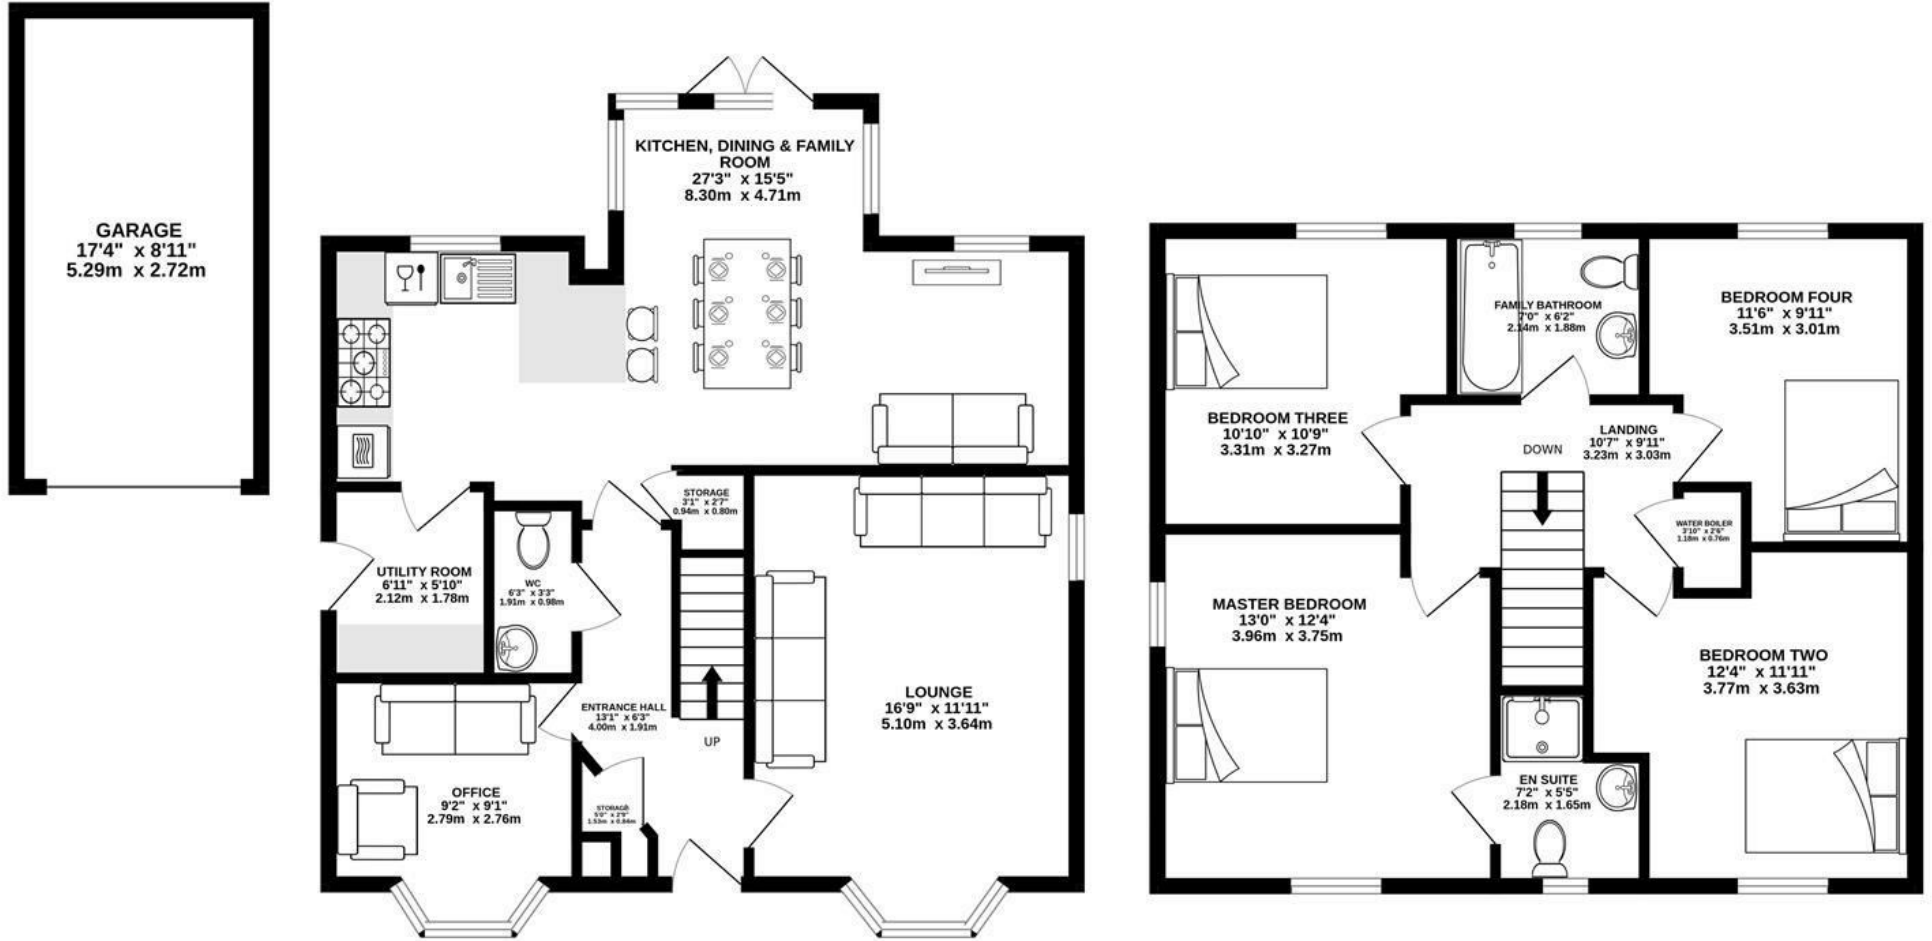 GARAGE
17'4" x 8'11"
5.29m x 2.72m
KITCHEN, DINING & FAMILY
ROOM
27'3" x 15'5"
8.30m x 4.71m
STORAGE
3'1" x 2'7"
0.94m x 0.80m
UTILITY ROOM
6'11" x 5'10"
2.12m x 1.78m
WC
6'3" x 3'3"
1.91m x 0.98m
ENTRANCE HALL
13'1" x 6'3"
4.00m x 1.91m
UP
LOUNGE
16'9" x 11'11"
5.10m x 3.64m
OFFICE
9'2" x 9'1"
2.79m x 2.76m
STORAGE
5'0" x 2'9"
1.53m x 0.84m
BEDROOM THREE
10'10" x 10'9"
3.31m x 3.27m
FAMILY BATHROOM
7'0" x 6'2"
2.14m x 1.88m
BEDROOM FOUR
11'6" x 9'11"
3.51m x 3.01m
LANDING
10'7" x 9'11"
3.23m x 3.03m
DOWN
WATER BOILER
3'10" x 2'6"
1.18m x 0.76m
MASTER BEDROOM
13'0" x 12'4"
3.96m x 3.75m
BEDROOM TWO
12'4" x 11'11"
3.77m x 3.63m
EN SUITE
7'2" x 5'5"
2.18m x 1.65m